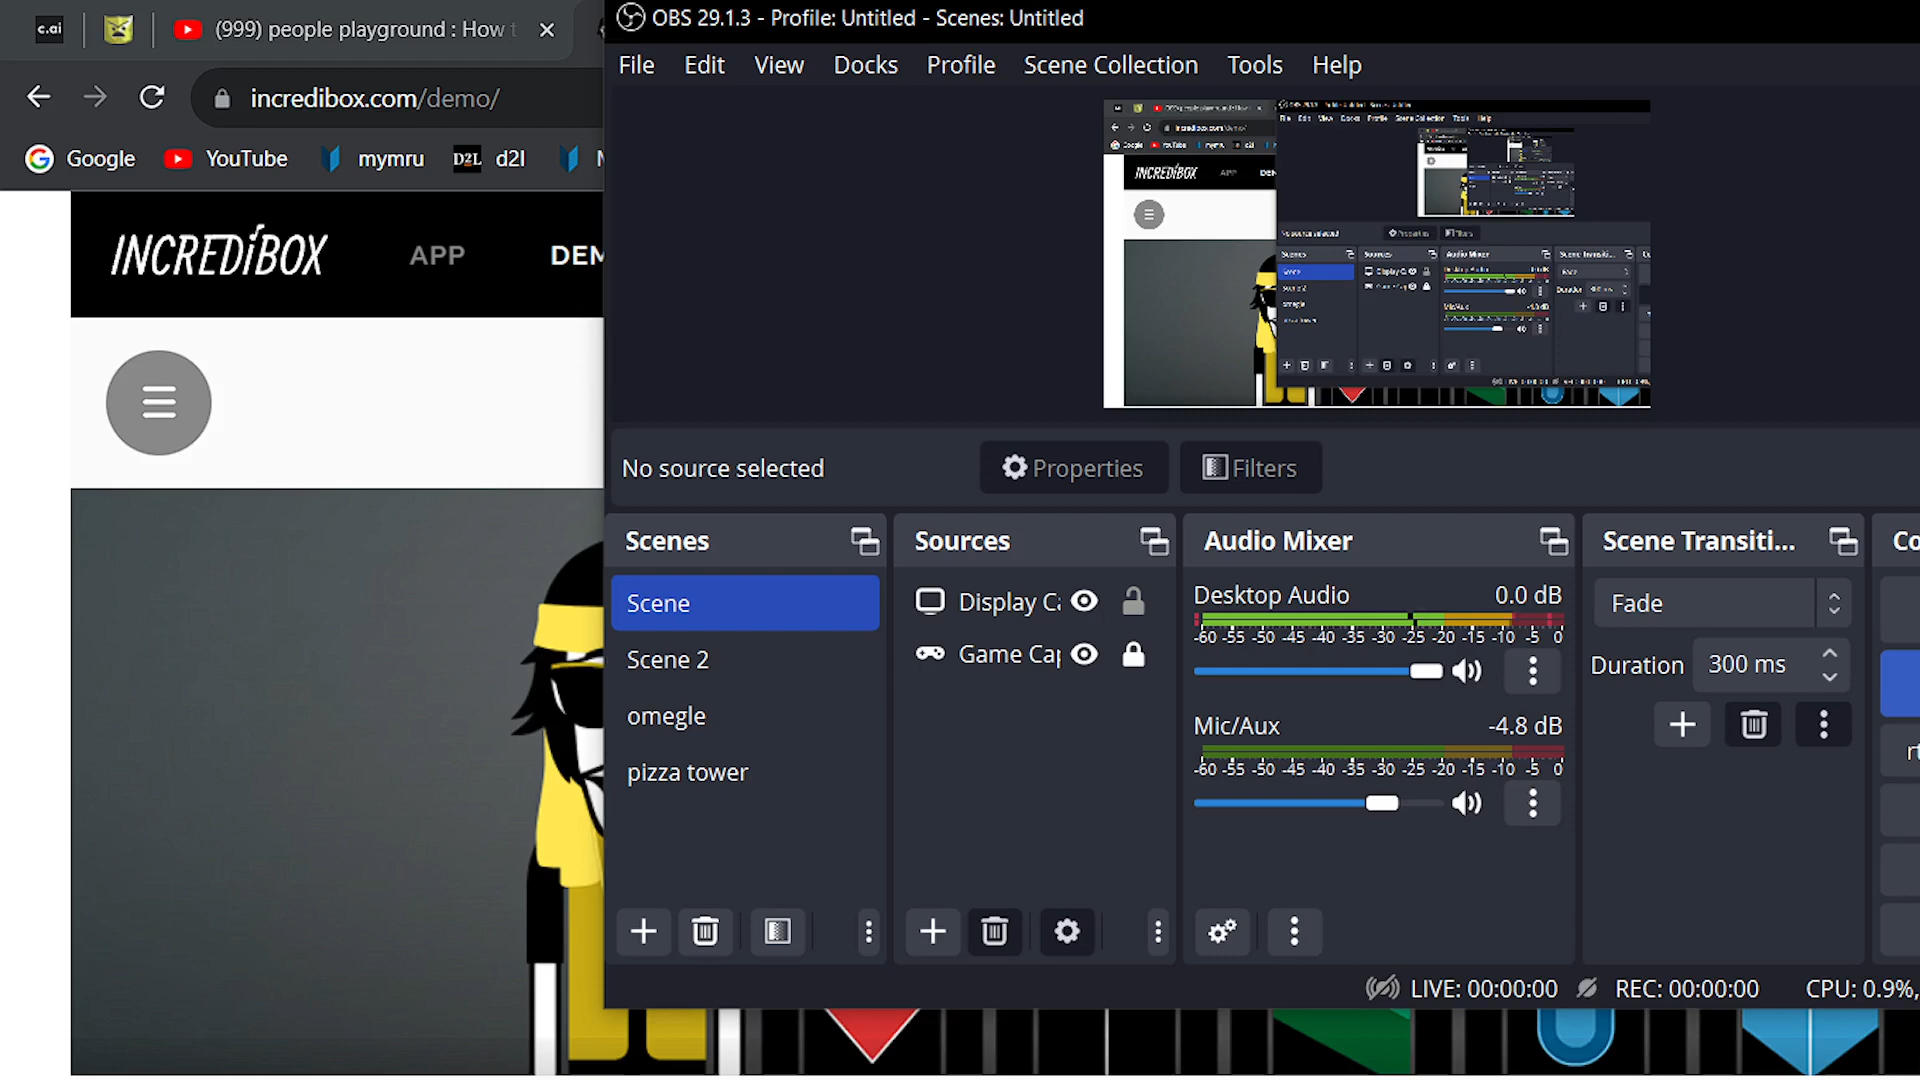 c.ai
(999) people playground : How t
OBS 29.1.3 - Profile: Untitled - Scenes: Untitled
File Edit View Docks Profile Scene Collection Tools Help
incredibox.com/demo/
Google YouTube mymru D2L d2l
INCREDIBOX APP DEM
No source selected Properties Filters
Scenes Sources Audio Mixer Scene Transiti... Co
Scene
Scene 2
omegle
pizza tower
Display Ca
Game Cap
Desktop Audio 0.0 dB
-60 -55 -50 -45 -40 -35 -30 -25 -20 -15 -10 -5 0
Mic/Aux -4.8 dB
-60 -55 -50 -45 -40 -35 -30 -25 -20 -15 -10 -5 0
Fade
Duration 300 ms
LIVE: 00:00:00 REC: 00:00:00 CPU: 0.9%,